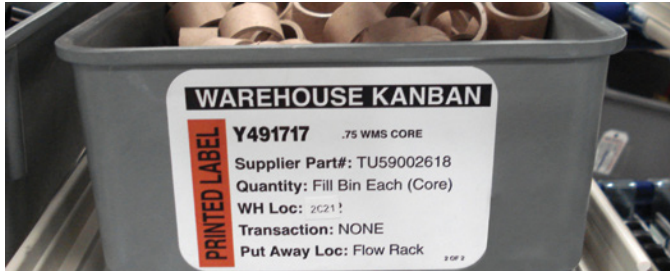 WAREHOUSE KANBAN
PRINTED LABEL
Y491717 .75 WMS CORE
Supplier Part#: TU59002618
Quantity: Fill Bin Each (Core)
WH Loc:
Transaction: NONE
Put Away Loc: Flow Rack
2 OF 2